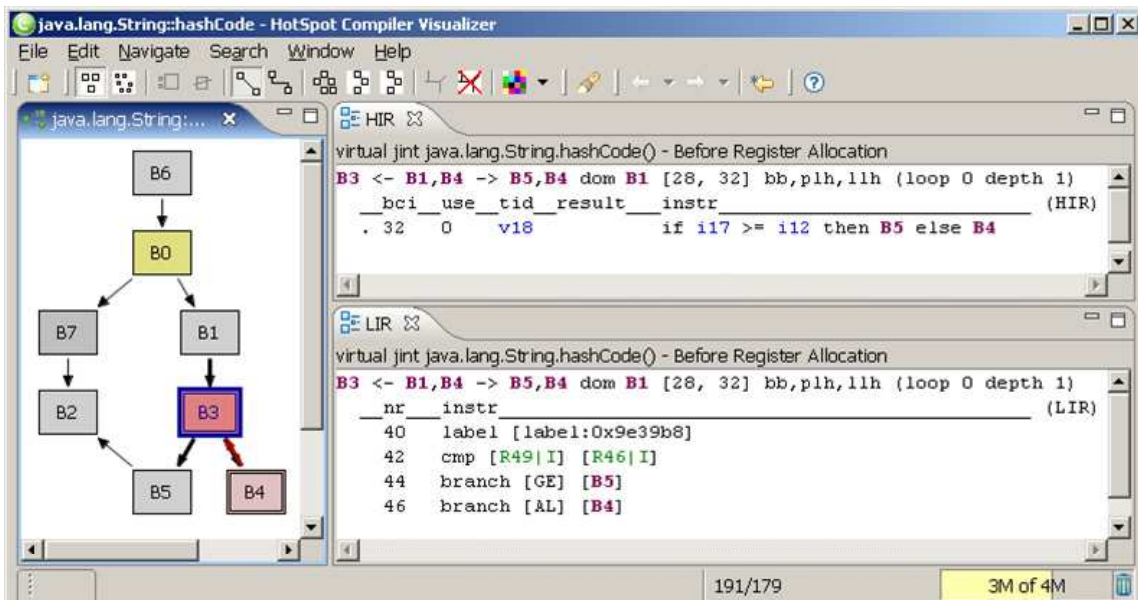 java.lang.String::hashCode - HotSpot Compiler Visualizer
File Edit Navigate Search Window Help
java.lang.String:...
B6
B0
B7
B1
B2
B3
B5
B4
HIR
virtual jint java.lang.String.hashCode() - Before Register Allocation
B3 <- B1,B4 -> B5,B4 dom B1 [28, 32] bb,plh,llh (loop 0 depth 1)
__bci__use__tid__result____instr______________________________________ (HIR)
. 32 0 v18 if i17 >= i12 then B5 else B4
LIR
virtual jint java.lang.String.hashCode() - Before Register Allocation
B3 <- B1,B4 -> B5,B4 dom B1 [28, 32] bb,plh,llh (loop 0 depth 1)
__nr___instr___________________________________________________________ (LIR)
40 label [label:0x9e39b8]
42 cmp [R49|I] [R46|I]
44 branch [GE] [B5]
46 branch [AL] [B4]
191/179
3M of 4M